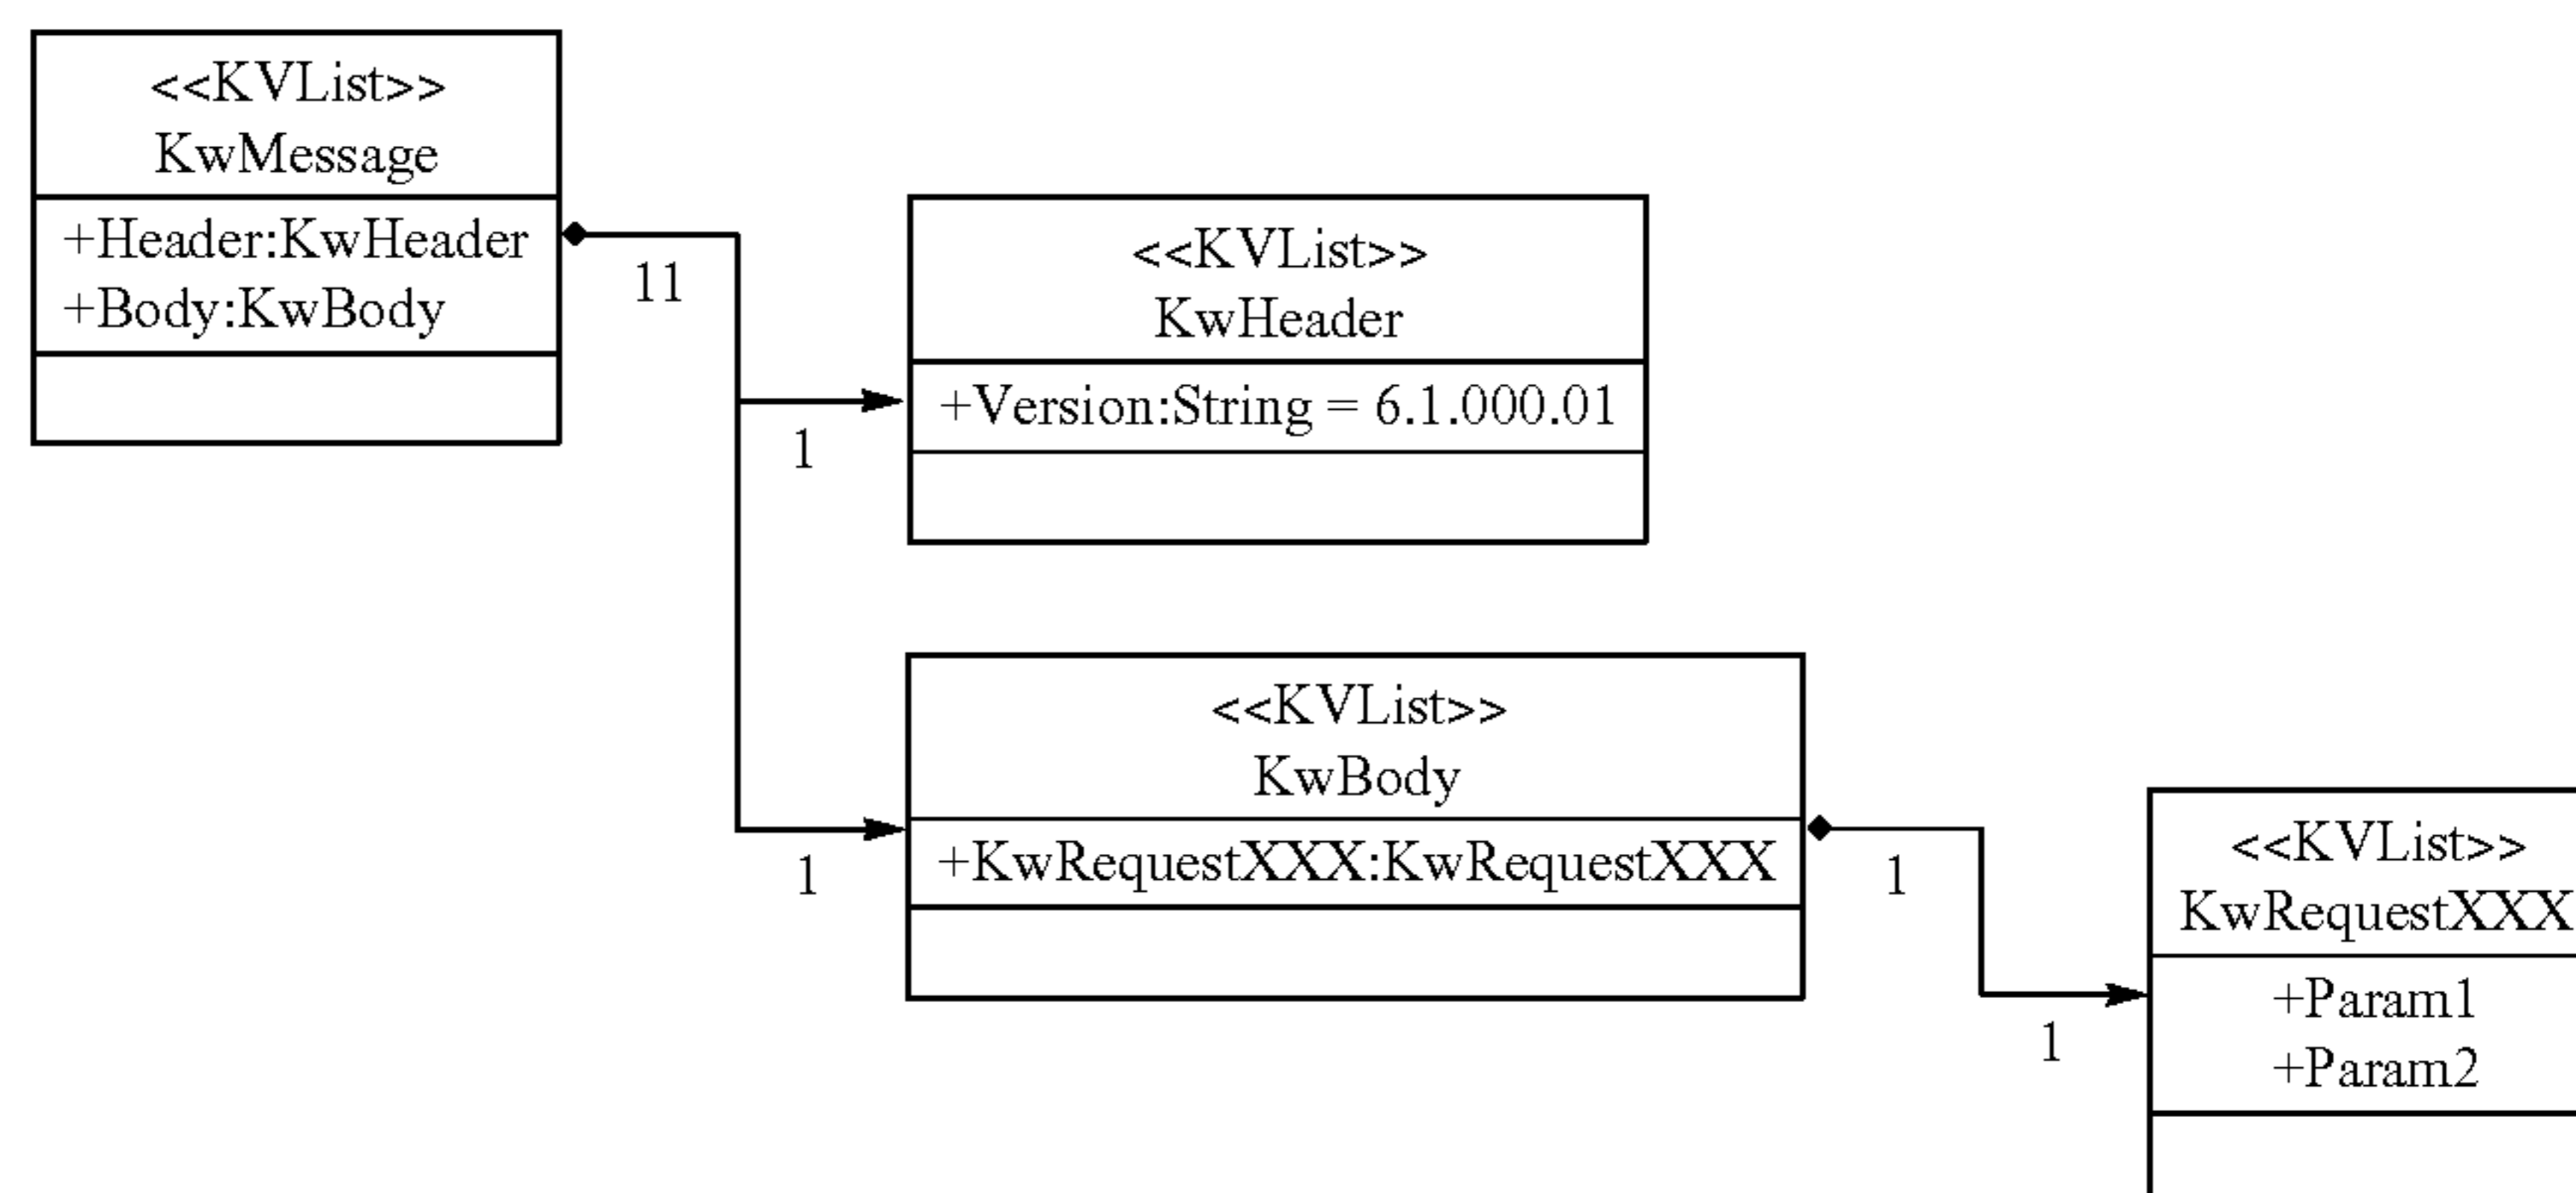 <<KVList>>
KwMessage
+Header:KwHeader
+Body:KwBody
11
<<KVList>>
KwHeader
+Version:String = 6.1.000.01
1
<<KVList>>
KwBody
+KwRequestXXX:KwRequestXXX
1
1
<<KVList>>
KwRequestXXX
+Param1
+Param2
1